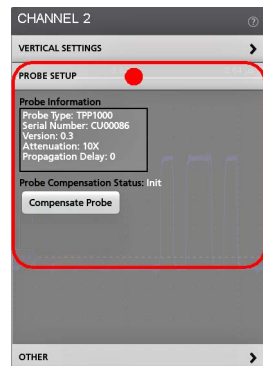 CHANNEL 2
VERTICAL SETTINGS
PROBE SETUP
Probe Information
Probe Type: TPP1000
Serial Number: CU00086
Version: 0.3
Attenuation: 10X
Propagation Delay: 0
Probe Compensation Status: Init
Compensate Probe
OTHER